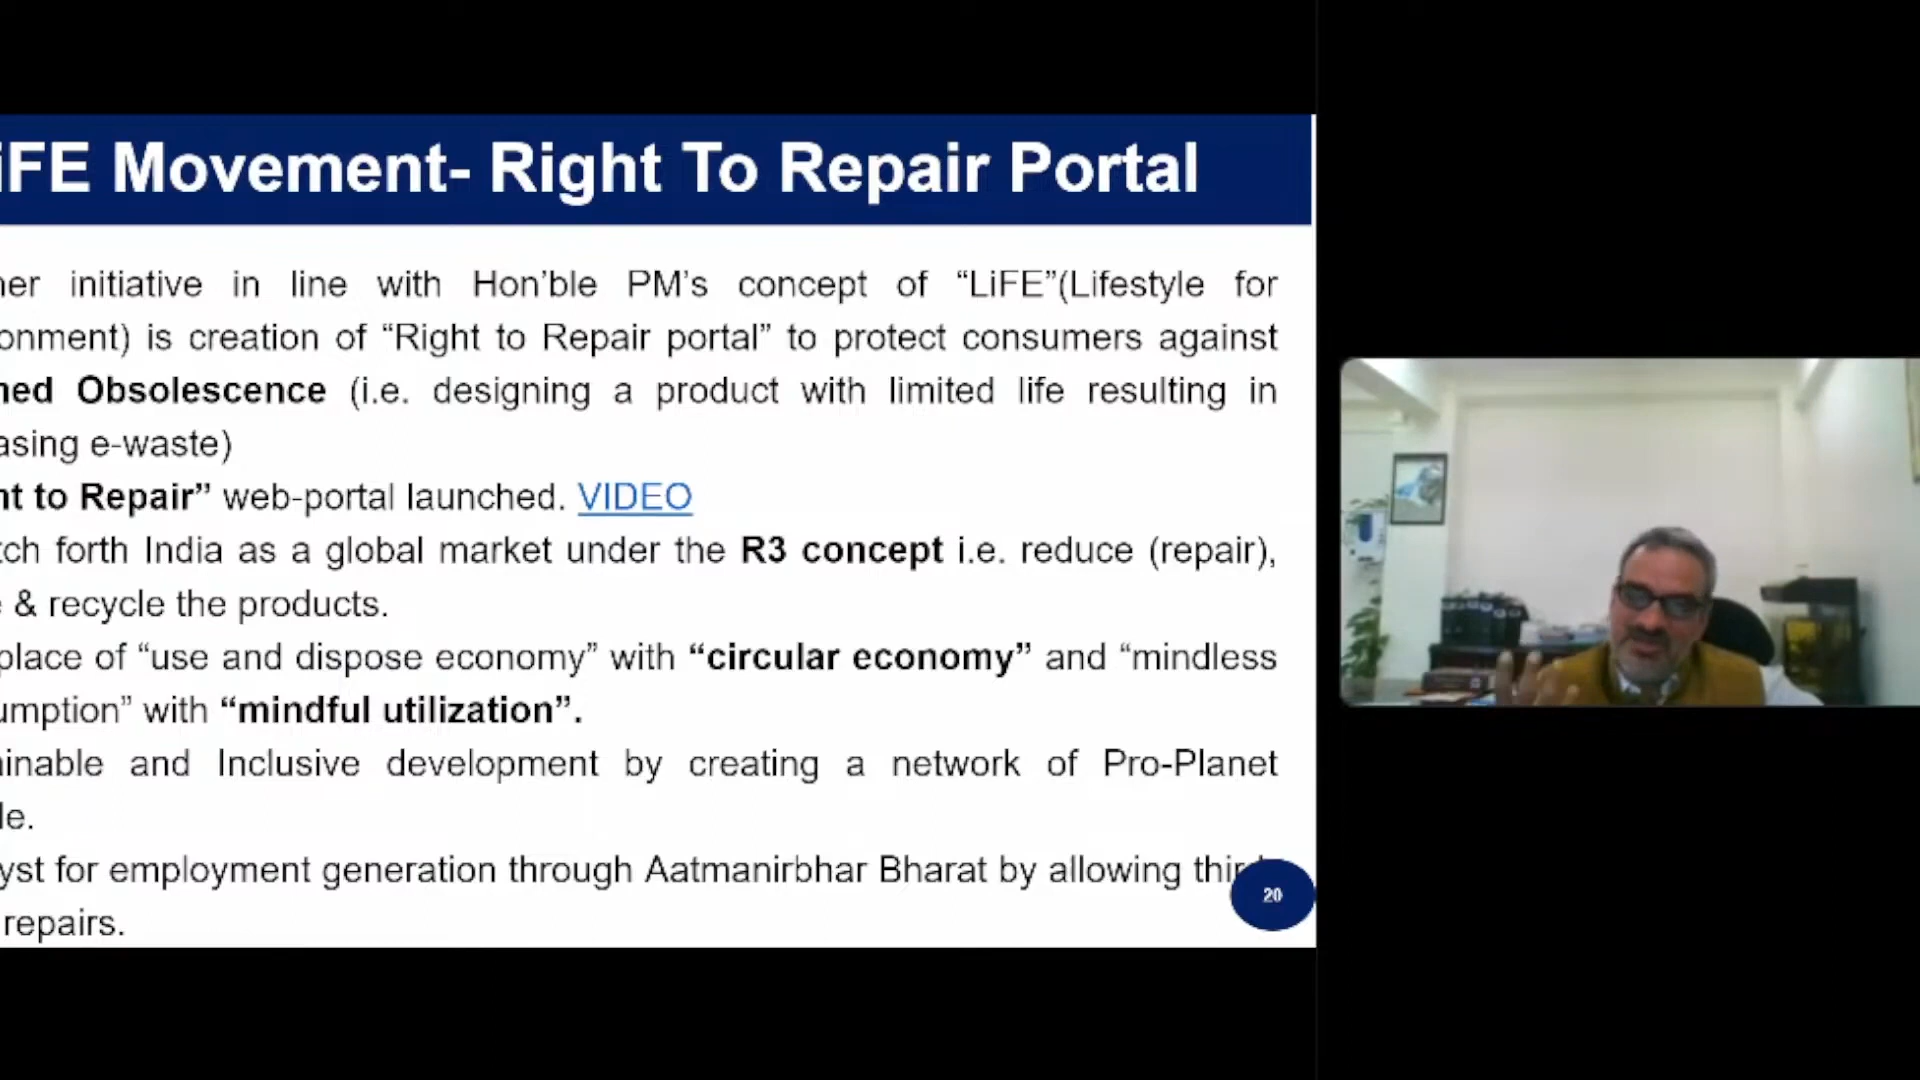 iFE Movement- Right To Repair Portal
ner initiative in line with Hon’ble PM’s concept of “LiFE”(Lifestyle for
onment) is creation of “Right to Repair portal” to protect consumers against
ned Obsolescence (i.e. designing a product with limited life resulting in
asing e-waste)
nt to Repair” web-portal launched. VIDEO
tch forth India as a global market under the R3 concept i.e. reduce (repair),
e & recycle the products.
place of “use and dispose economy” with “circular economy” and “mindless
umption” with “mindful utilization”.
inable and Inclusive development by creating a network of Pro-Planet
le.
yst for employment generation through Aatmanirbhar Bharat by allowing third
repairs.
20